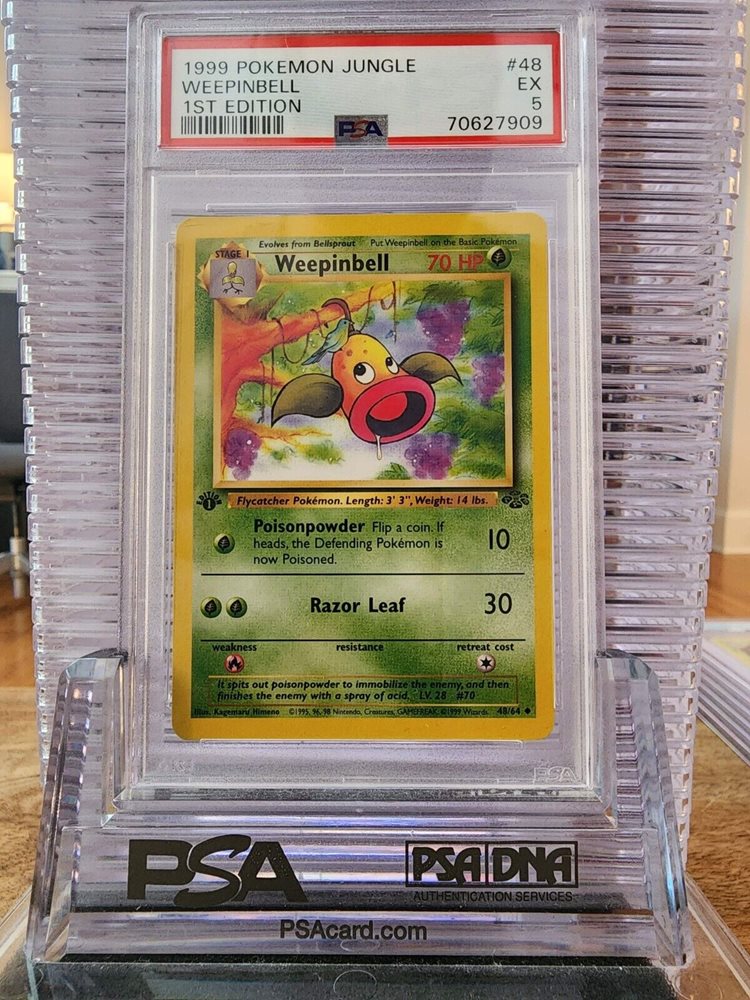 1999 POKEMON JUNGLE #48
WEEPINBELL EX
1ST EDITION 5
PSA
70627909
Evolves from Bellsprout Put Weepinbell on the Basic Pokémon
STAGE 1
Weepinbell 70 HP
EDITION
1
Flycatcher Pokémon. Length: 3' 3", Weight: 14 lbs.
Poisonpowder Flip a coin. If
heads, the Defending Pokémon is
now Poisoned.
10
Razor Leaf 30
weakness resistance retreat cost
It spits out poisonpowder to immobilize the enemy, and then
finishes the enemy with a spray of acid. LV. 28 #70
Illus. Kagemaru Himeno ©1995, 96, 98 Nintendo, Creatures, GAMEFREAK. ©1999 Wizards. 48/64
PSA
PSA
PSA DNA
AUTHENTICATION SERVICES
PSAcard.com